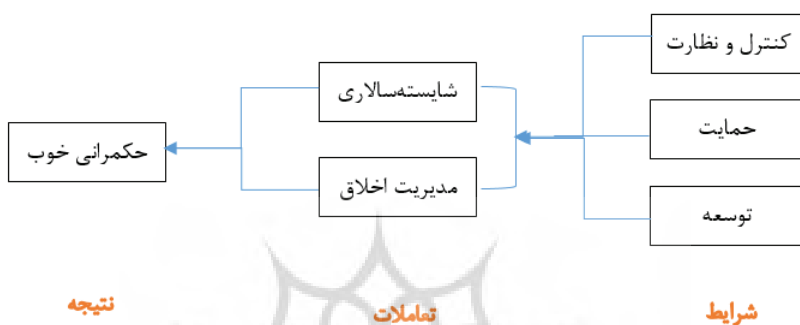 کنترل و نظارت
شایسته‌سالاری
حمایت
حکمرانی خوب
مدیریت اخلاق
توسعه
شرایط
تعاملات
نتیجه